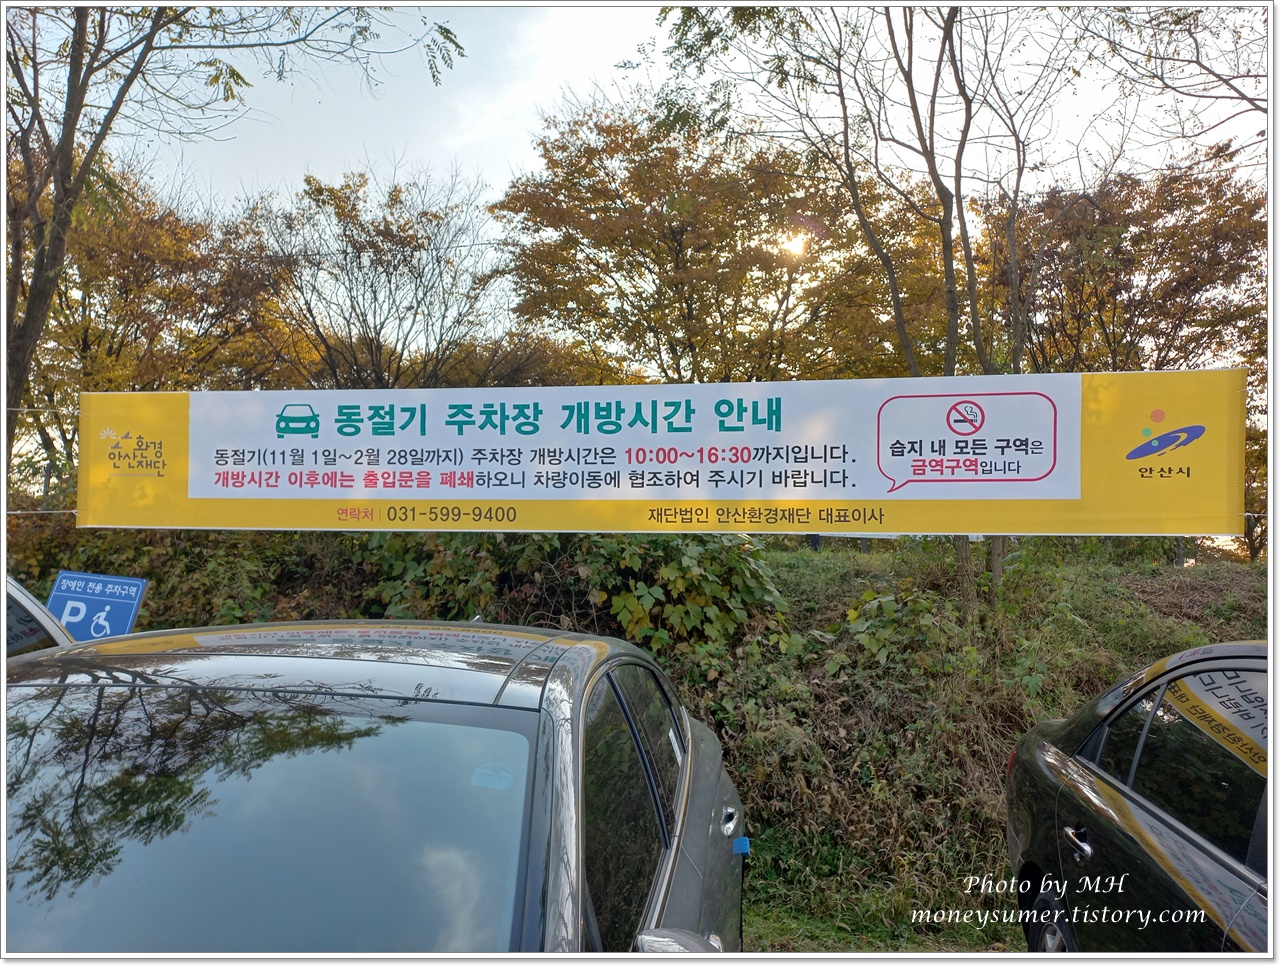 동절기 주차장 개방시간 안내
동절기(11월 1일~2월 28일까지) 주차장 개방시간은 10:00~16:30까지입니다.
개방시간 이후에는 출입문을 폐쇄하오니 차량이동에 협조하여 주시기 바랍니다.
환경
안산재단
습지 내 모든 구역은
금역구역입니다
안산시
연락처 | 031-599-9400
재단법인 안산환경재단 대표이사
장애인 전용 주차구역
P
Photo by MH
moneysumer.tistory.com